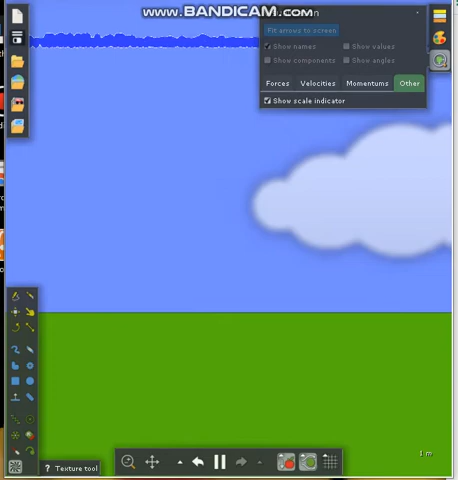 www.BANDICAM.com
Fit arrows to screen
Show names
Show values
Show components
Show angles
Forces
Velocities
Momentums
Other
Show scale indicator
1 m
? Texture tool